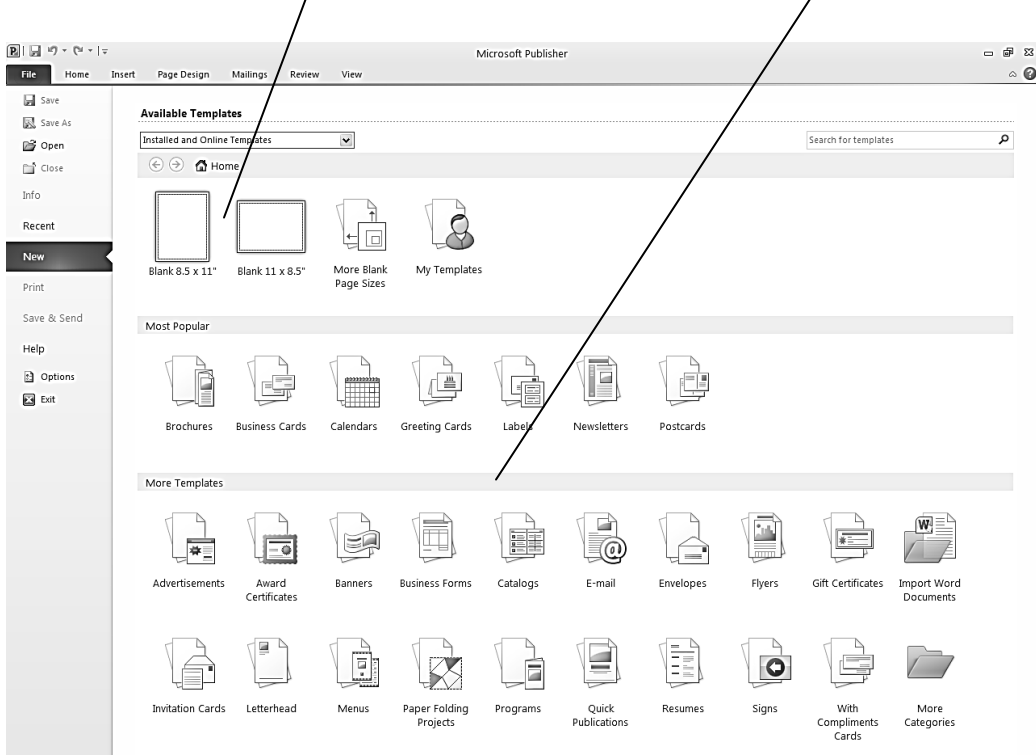 Microsoft Publisher
File Home Insert Page Design Mailings Review View
Save
Save As
Open
Close
Info
Recent
New
Print
Save & Send
Help
Options
Exit
Available Templates
Installed and Online Templates
Search for templates
Home
Blank 8.5 x 11"
Blank 11 x 8.5"
More Blank
Page Sizes
My Templates
Most Popular
Brochures
Business Cards
Calendars
Greeting Cards
Labels
Newsletters
Postcards
More Templates
Advertisements
Award
Certificates
Banners
Business Forms
Catalogs
E-mail
Envelopes
Flyers
Gift Certificates
Import Word
Documents
Invitation Cards
Letterhead
Menus
Paper Folding
Projects
Programs
Quick
Publications
Resumes
Signs
With
Compliments
Cards
More
Categories